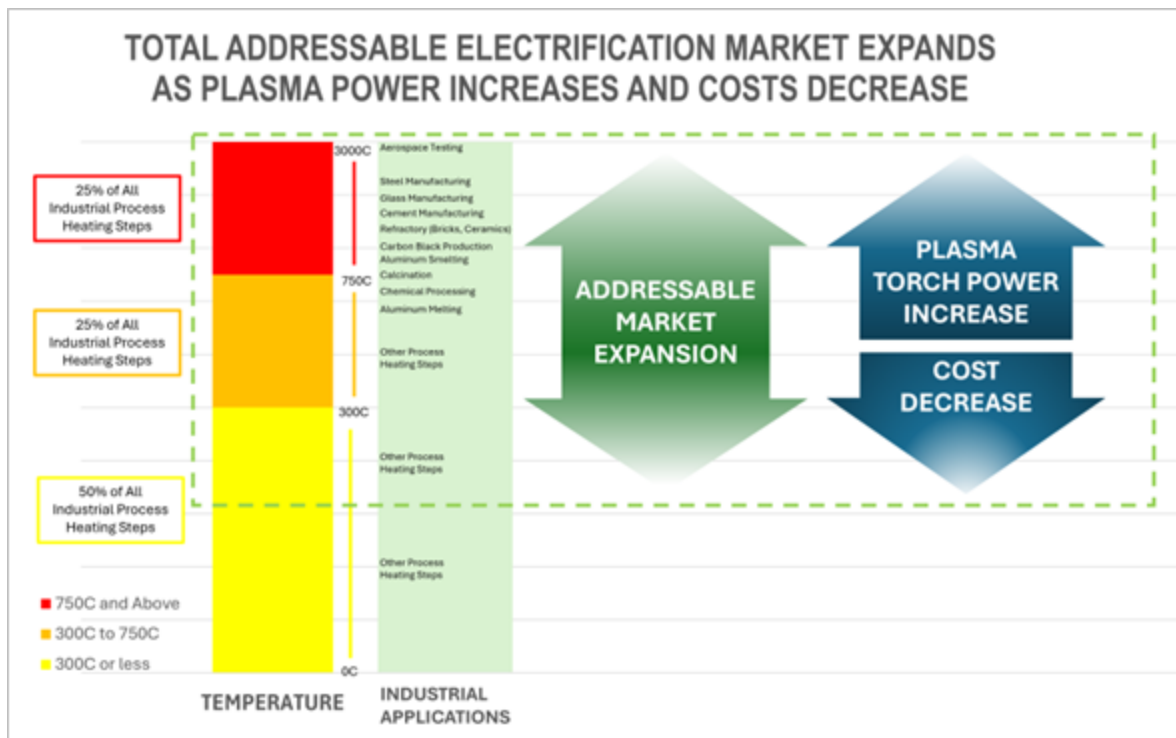 TOTAL ADDRESSABLE ELECTRIFICATION MARKET EXPANDS
AS PLASMA POWER INCREASES AND COSTS DECREASE
25% of All
Industrial Process
Heating Steps
25% of All
Industrial Process
Heating Steps
50% of All
Industrial Process
Heating Steps
750C and Above
300C to 750C
300C or less
3000C
750C
300C
0C
TEMPERATURE
Aerospace Testing
Steel Manufacturing
Glass Manufacturing
Cement Manufacturing
Refractory (Bricks, Ceramics)
Carbon Black Production
Aluminum Smelting
Calcination
Chemical Processing
Aluminum Melting
Other Process
Heating Steps
Other Process
Heating Steps
Other Process
Heating Steps
INDUSTRIAL
APPLICATIONS
ADDRESSABLE
MARKET
EXPANSION
PLASMA
TORCH POWER
INCREASE
COST
DECREASE